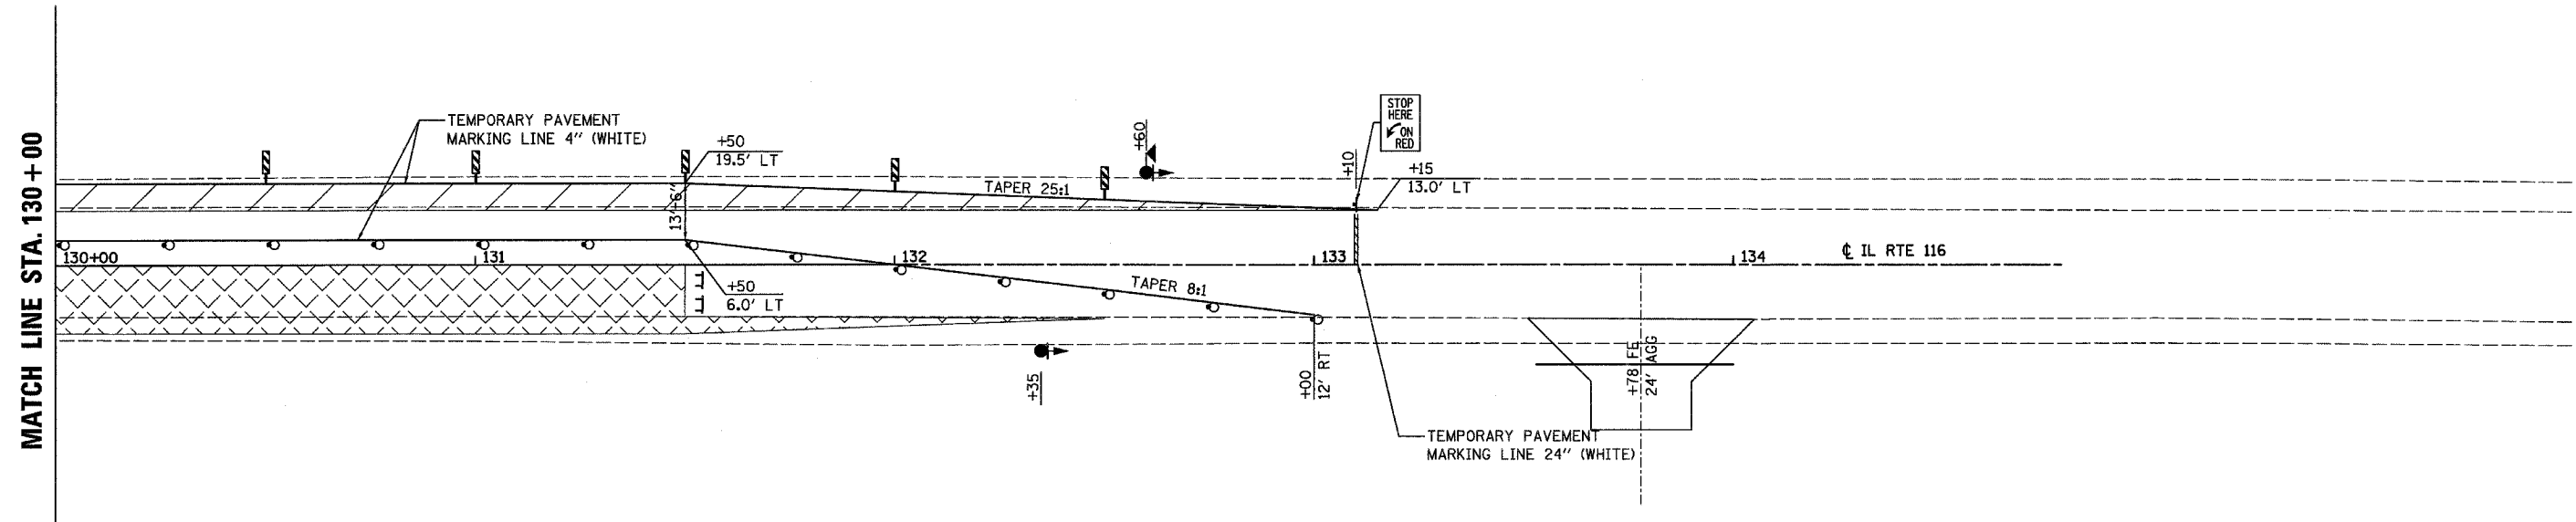 MATCH LINE STA. 130+00
TEMPORARY PAVEMENT
MARKING LINE 4" (WHITE)
+50
19.5' LT
13'-6"
TAPER 25:1
+60
STOP
HERE
ON
RED
+10
+15
13.0' LT
130+00
131
132
133
134
℄ IL RTE 116
+50
6.0' LT
TAPER 8:1
+35
+00
12' RT
+78 FE
24' AGG
TEMPORARY PAVEMENT
MARKING LINE 24" (WHITE)